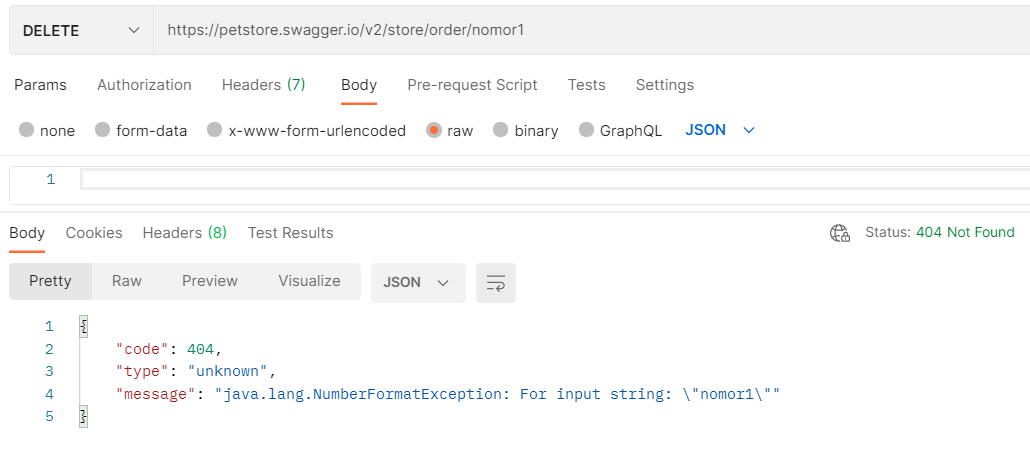 DELETE https://petstore.swagger.io/v2/store/order/nomor1
Params Authorization Headers (7) Body Pre-request Script Tests Settings
none form-data x-www-form-urlencoded raw binary GraphQL JSON
1
Body Cookies Headers (8) Test Results Status: 404 Not Found
Pretty Raw Preview Visualize JSON
1 {
2 "code": 404,
3 "type": "unknown",
4 "message": "java.lang.NumberFormatException: For input string: \"nomor1\""
5 }